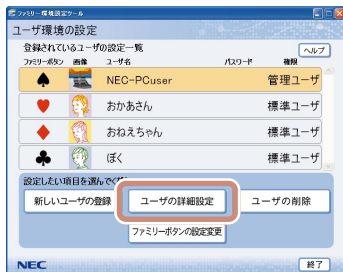 ファミリー環境設定ツール
ユーザ環境の設定
登録されているユーザの設定一覧
ヘルプ
ファミリーボタン 画像 ユーザ名 パスワード 権限
NEC-PCuser 管理ユーザ
おかあさん 標準ユーザ
おねえちゃん 標準ユーザ
ぼく 標準ユーザ
設定したい項目を選んでく
新しいユーザの登録 ユーザの詳細設定 ユーザの削除
ファミリーボタンの設定変更
NEC 終了